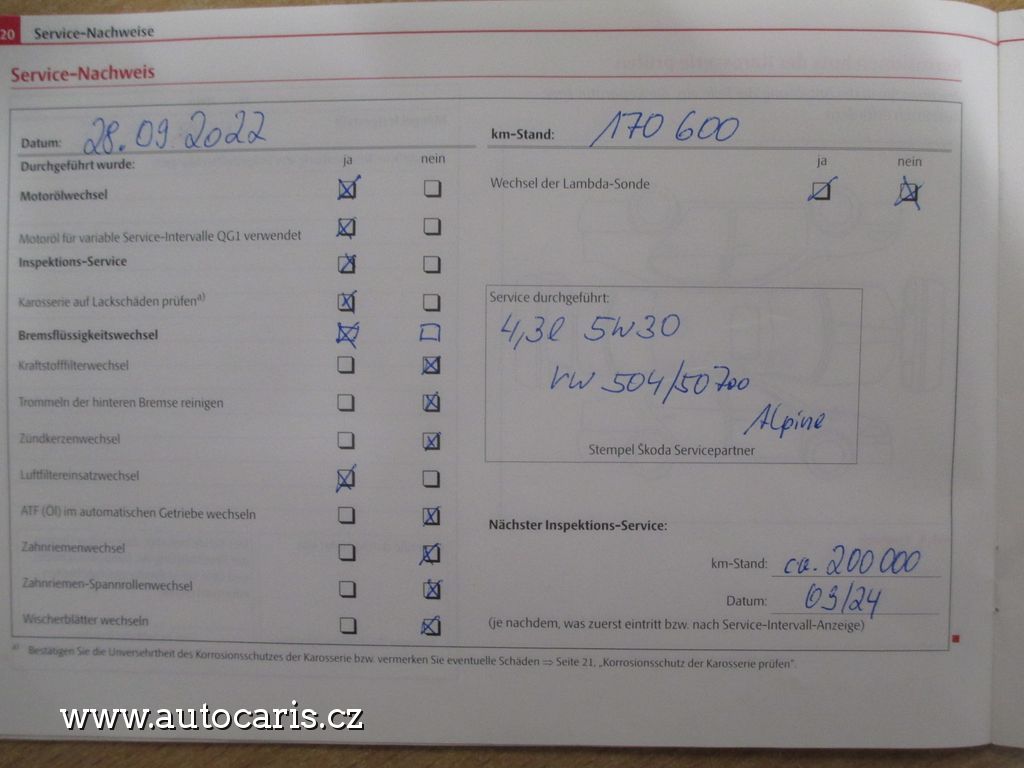 20 Service-Nachweise
Service-Nachweis
Datum: 28.09.2022
km-Stand: 170 600
Durchgeführt wurde: ja nein
ja nein
Motorölwechsel
Wechsel der Lambda-Sonde
Motoröl für variable Service-Intervalle QG1 verwendet
Inspektions-Service
Karosserie auf Lackschäden prüfen a)
Bremsflüssigkeitswechsel
Kraftstofffilterwechsel
Trommeln der hinteren Bremse reinigen
Zündkerzenwechsel
Luftfiltereinsatzwechsel
ATF (Öl) im automatischen Getriebe wechseln
Zahnriemenwechsel
Zahnriemen-Spannrollenwechsel
Wischerblätter wechseln
Service durchgeführt:
4,3l 5W30
VW 504/50700
Alpine
Stempel Škoda Servicepartner
Nächster Inspektions-Service:
km-Stand: ca. 200 000
Datum: 09/24
(je nachdem, was zuerst eintritt bzw. nach Service-Intervall-Anzeige)
a) Bestätigen Sie die Unversehrtheit des Korrosionsschutzes der Karosserie bzw. vermerken Sie eventuelle Schäden ⇒ Seite 21, „Korrosionsschutz der Karosserie prüfen“.
www.autocaris.cz